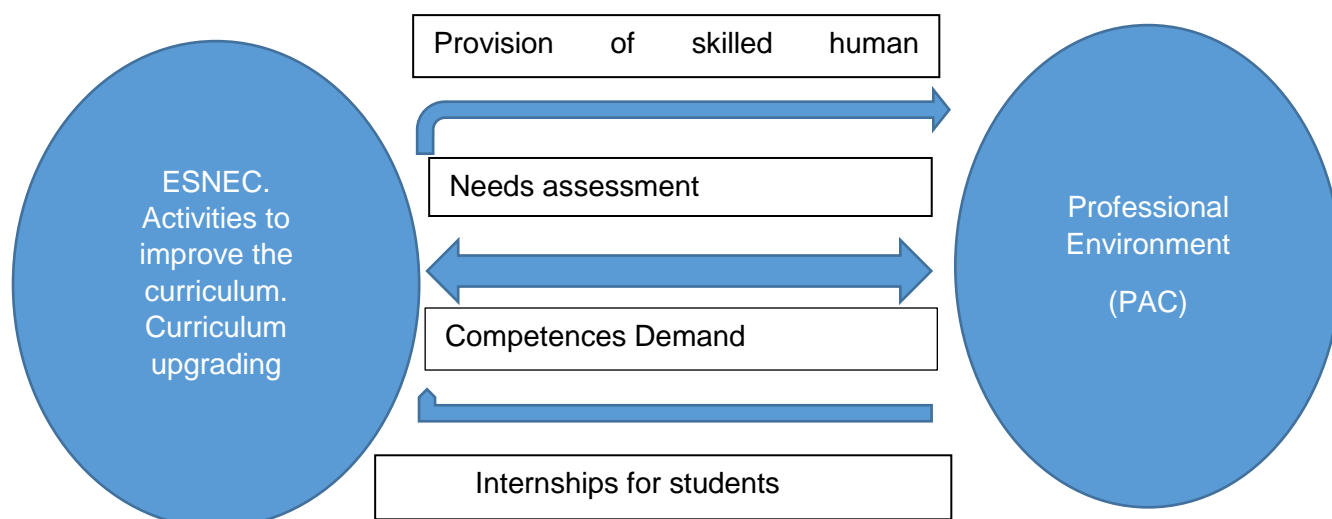 Provision of skilled human
ESNEC.
Activities to
improve the
curriculum.
Curriculum
upgrading
Needs assessment
Competences Demand
Internships for students
Professional
Environment
(PAC)